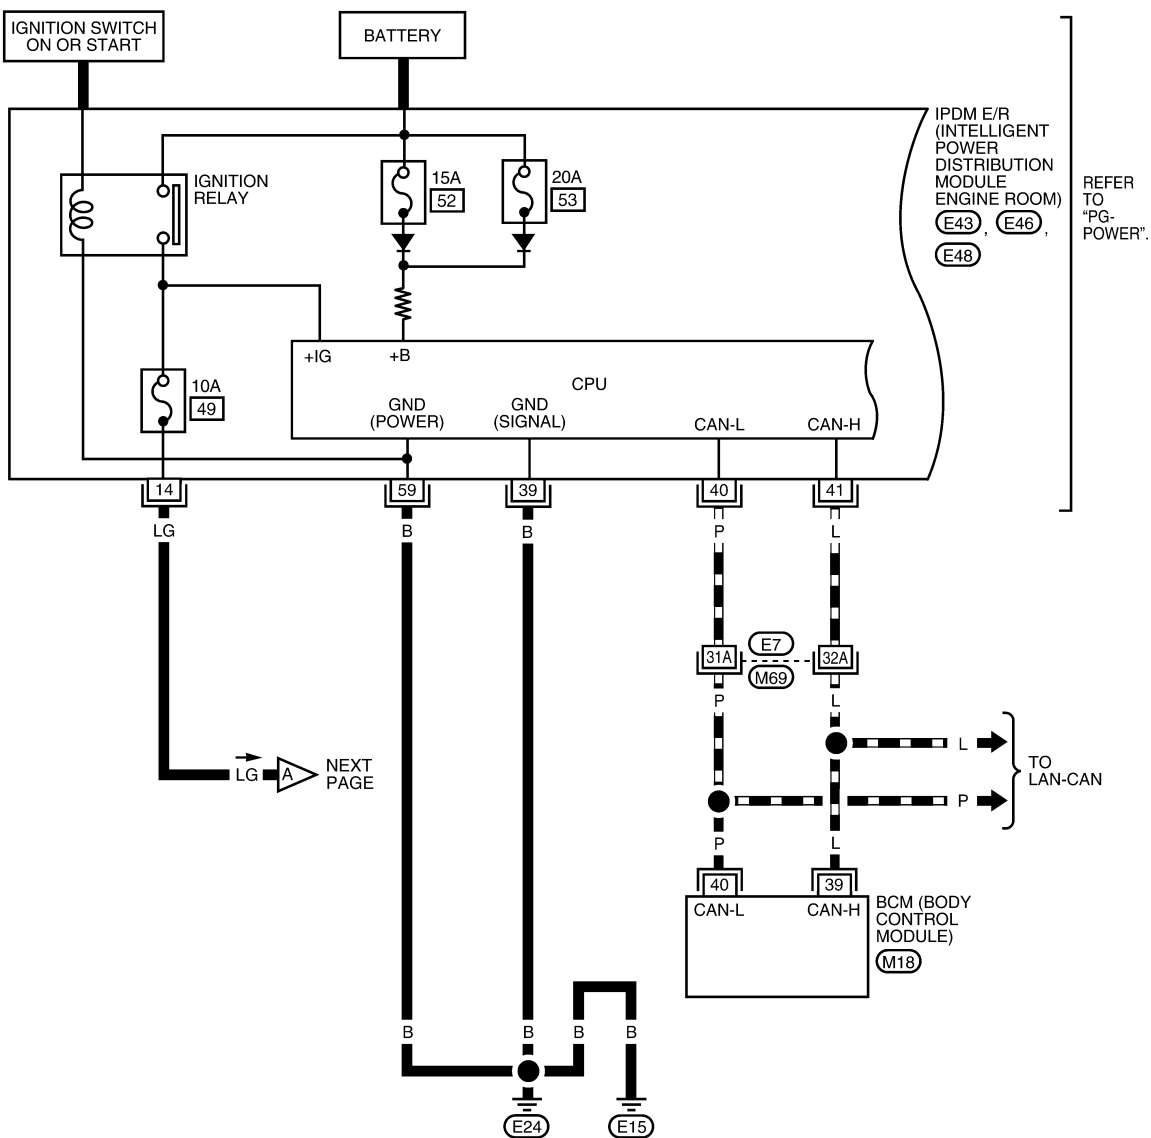 IGNITION SWITCH
ON OR START
BATTERY
IPDM E/R
(INTELLIGENT
POWER
DISTRIBUTION
MODULE
ENGINE ROOM)
E43 , E46 ,
E48
REFER
TO
“PG-
POWER”.
IGNITION
RELAY
15A
52
20A
53
10A
49
+IG
+B
CPU
GND
(POWER)
GND
(SIGNAL)
CAN-L
CAN-H
14
59
39
40
41
LG
B
B
P
L
31A
E7
M69
32A
P
L
L
P
TO
LAN-CAN
LG
A
NEXT
PAGE
P
L
40
39
CAN-L
CAN-H
BCM (BODY
CONTROL
MODULE)
M18
B
B
B
B
E24
E15